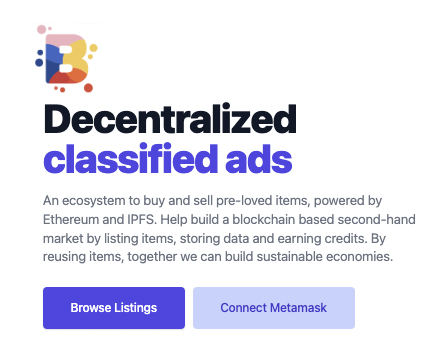 B
Decentralized
classified ads
An ecosystem to buy and sell pre-loved items, powered by
Ethereum and IPFS. Help build a blockchain based second-hand
market by listing items, storing data and earning credits. By
reusing items, together we can build sustainable economies.
Browse Listings Connect Metamask